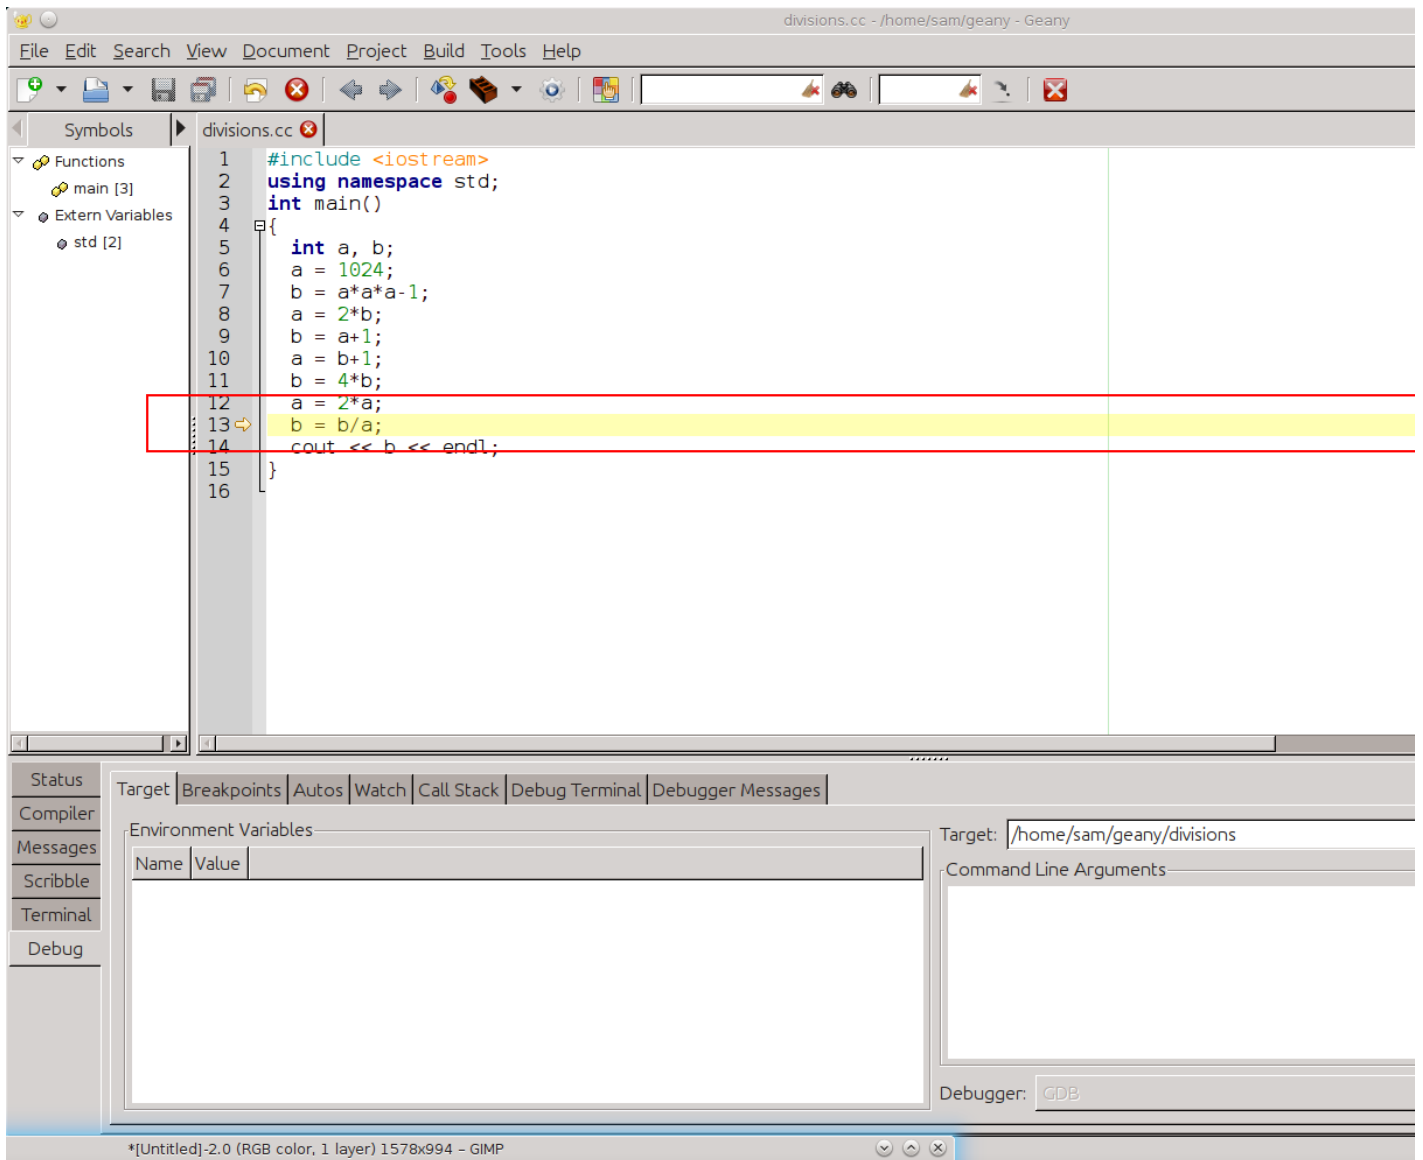 divisions.cc - /home/sam/geany - Geany
File Edit Search View Document Project Build Tools Help
Symbols
divisions.cc
Functions
main [3]
Extern Variables
std [2]
1 #include <iostream>
2 using namespace std;
3 int main()
4 {
5 int a, b;
6 a = 1024;
7 b = a*a*a-1;
8 a = 2*b;
9 b = a+1;
10 a = b+1;
11 b = 4*b;
12 a = 2*a;
13 b = b/a;
14 cout << b << endl;
15 }
16
Status
Compiler
Messages
Scribble
Terminal
Debug
Target Breakpoints Autos Watch Call Stack Debug Terminal Debugger Messages
Environment Variables
Name Value
Target: /home/sam/geany/divisions
Command Line Arguments
Debugger: GDB
*[Untitled]-2.0 (RGB color, 1 layer) 1578x994 – GIMP